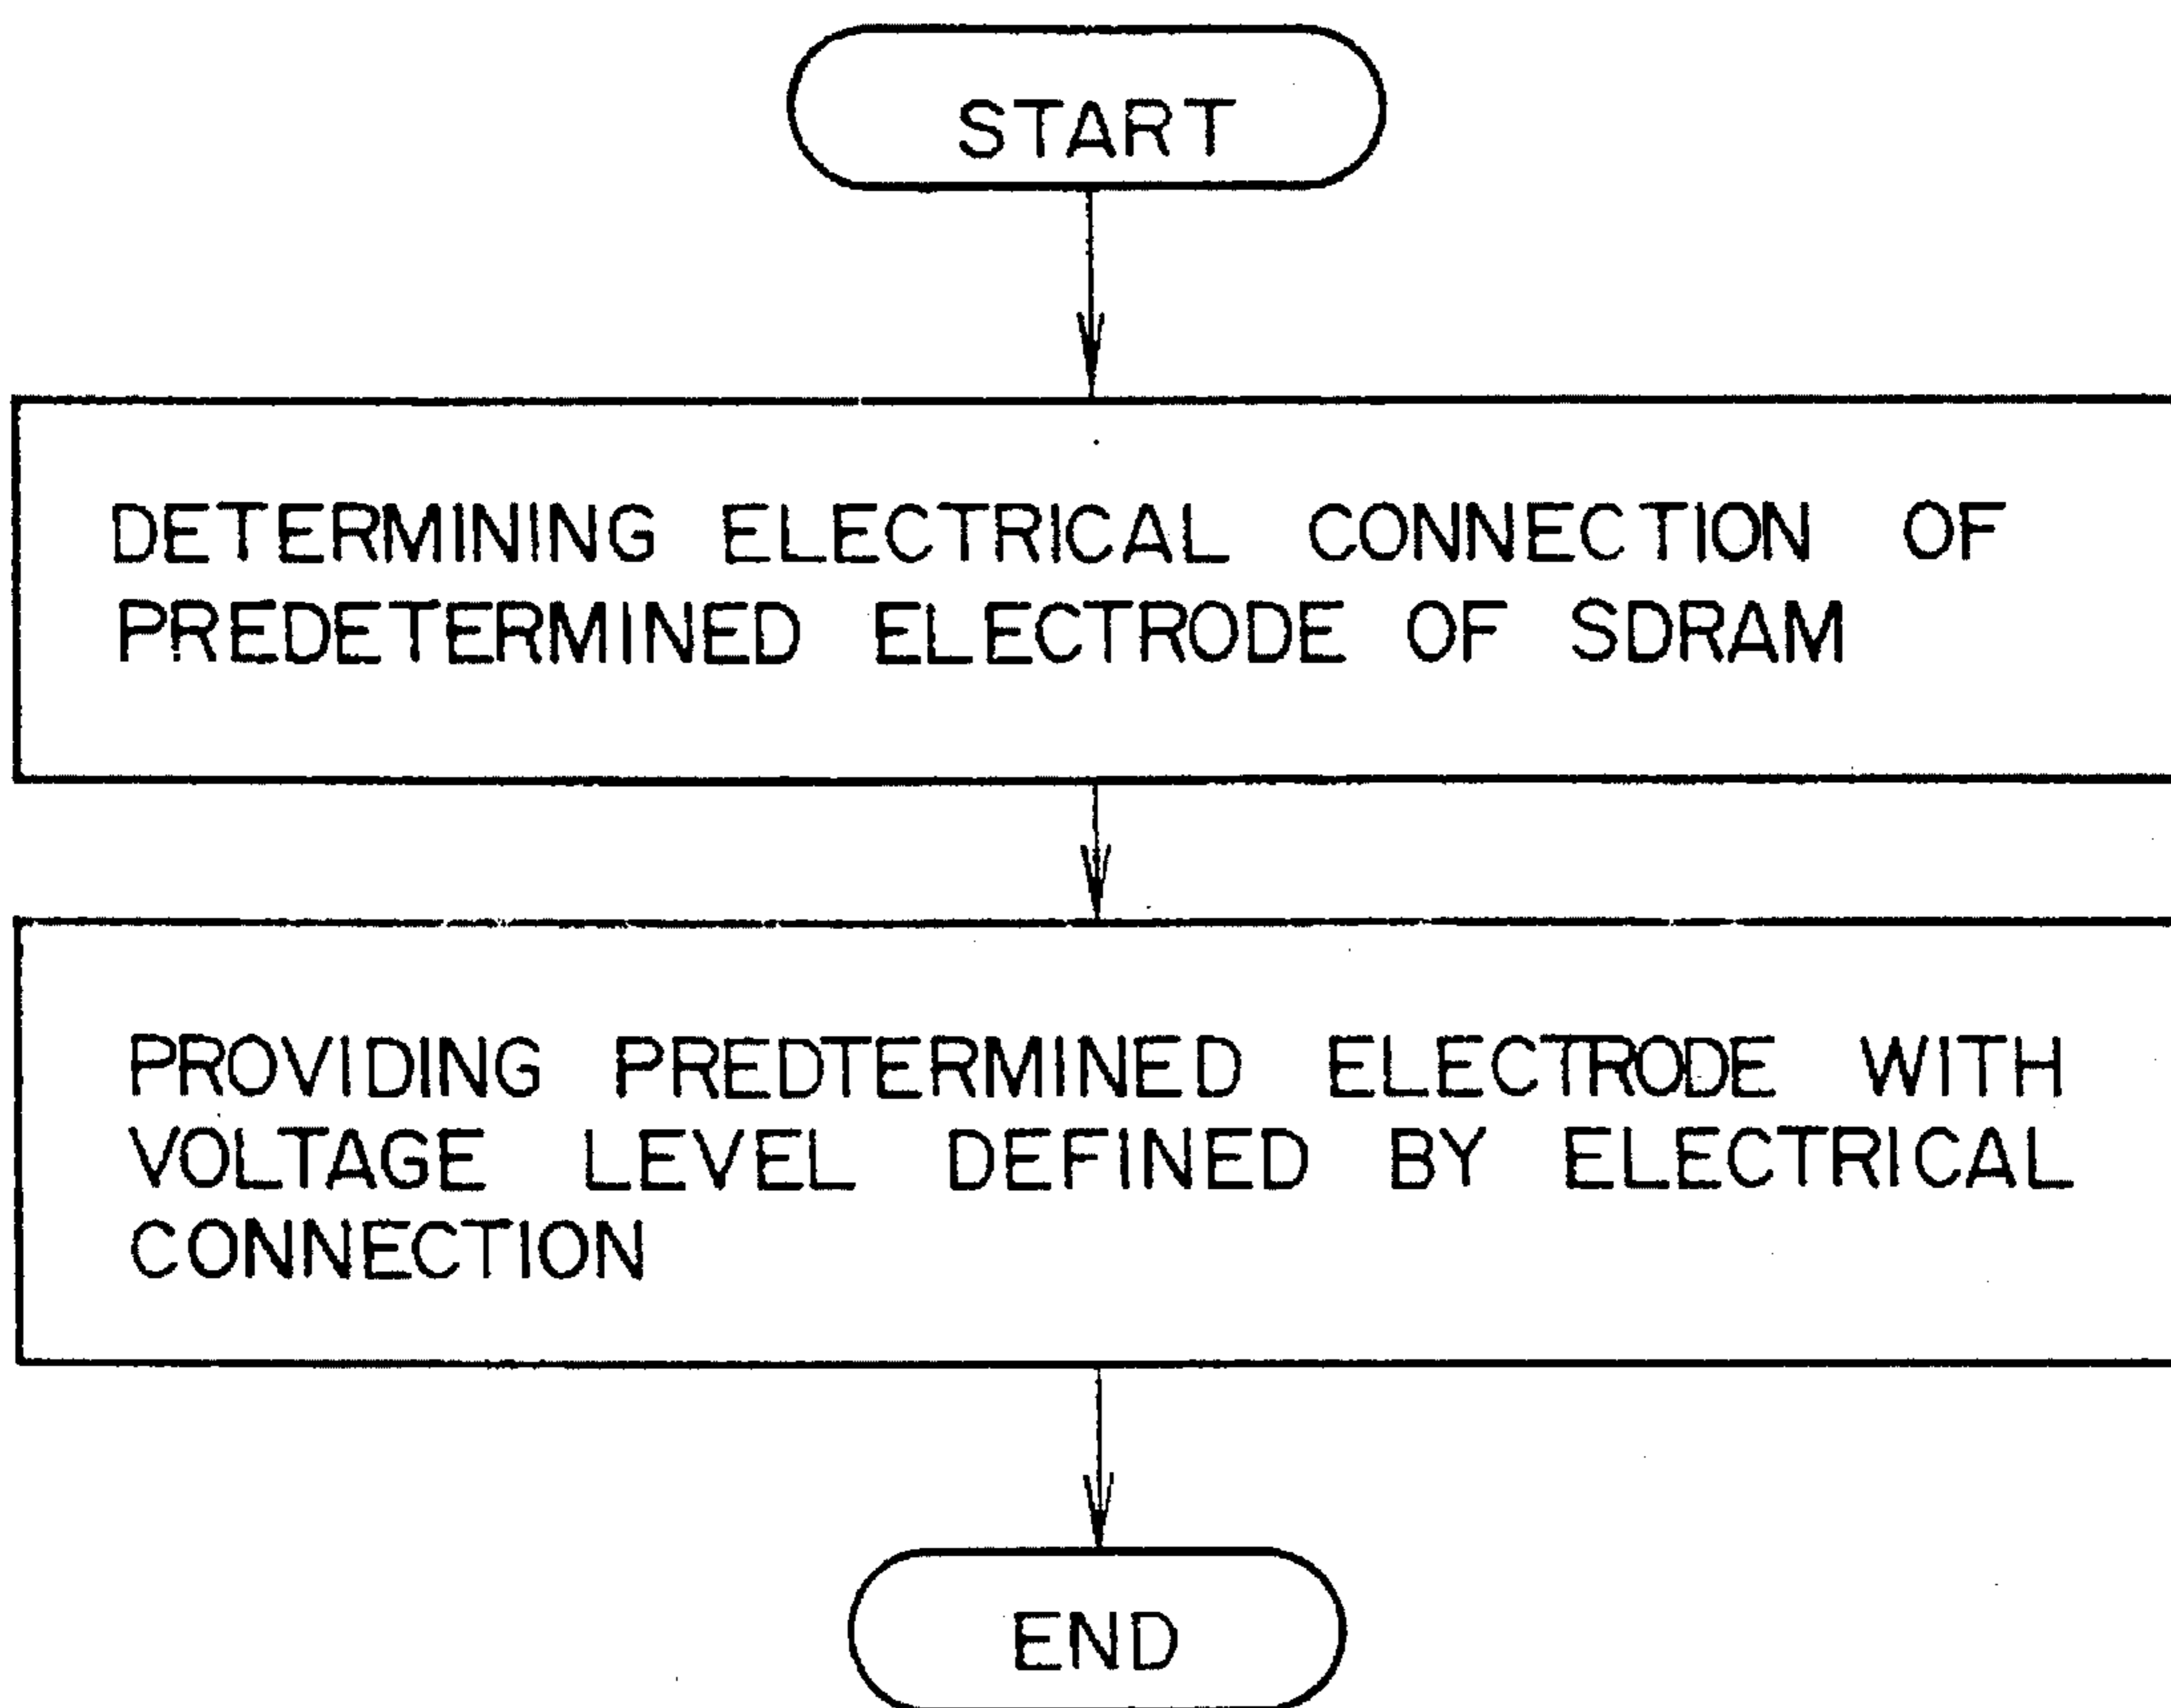 START
DETERMINING ELECTRICAL CONNECTION OF
PREDETERMINED ELECTRODE OF SDRAM
PROVIDING PREDTERMINED ELECTRODE WITH
VOLTAGE LEVEL DEFINED BY ELECTRICAL
CONNECTION
END